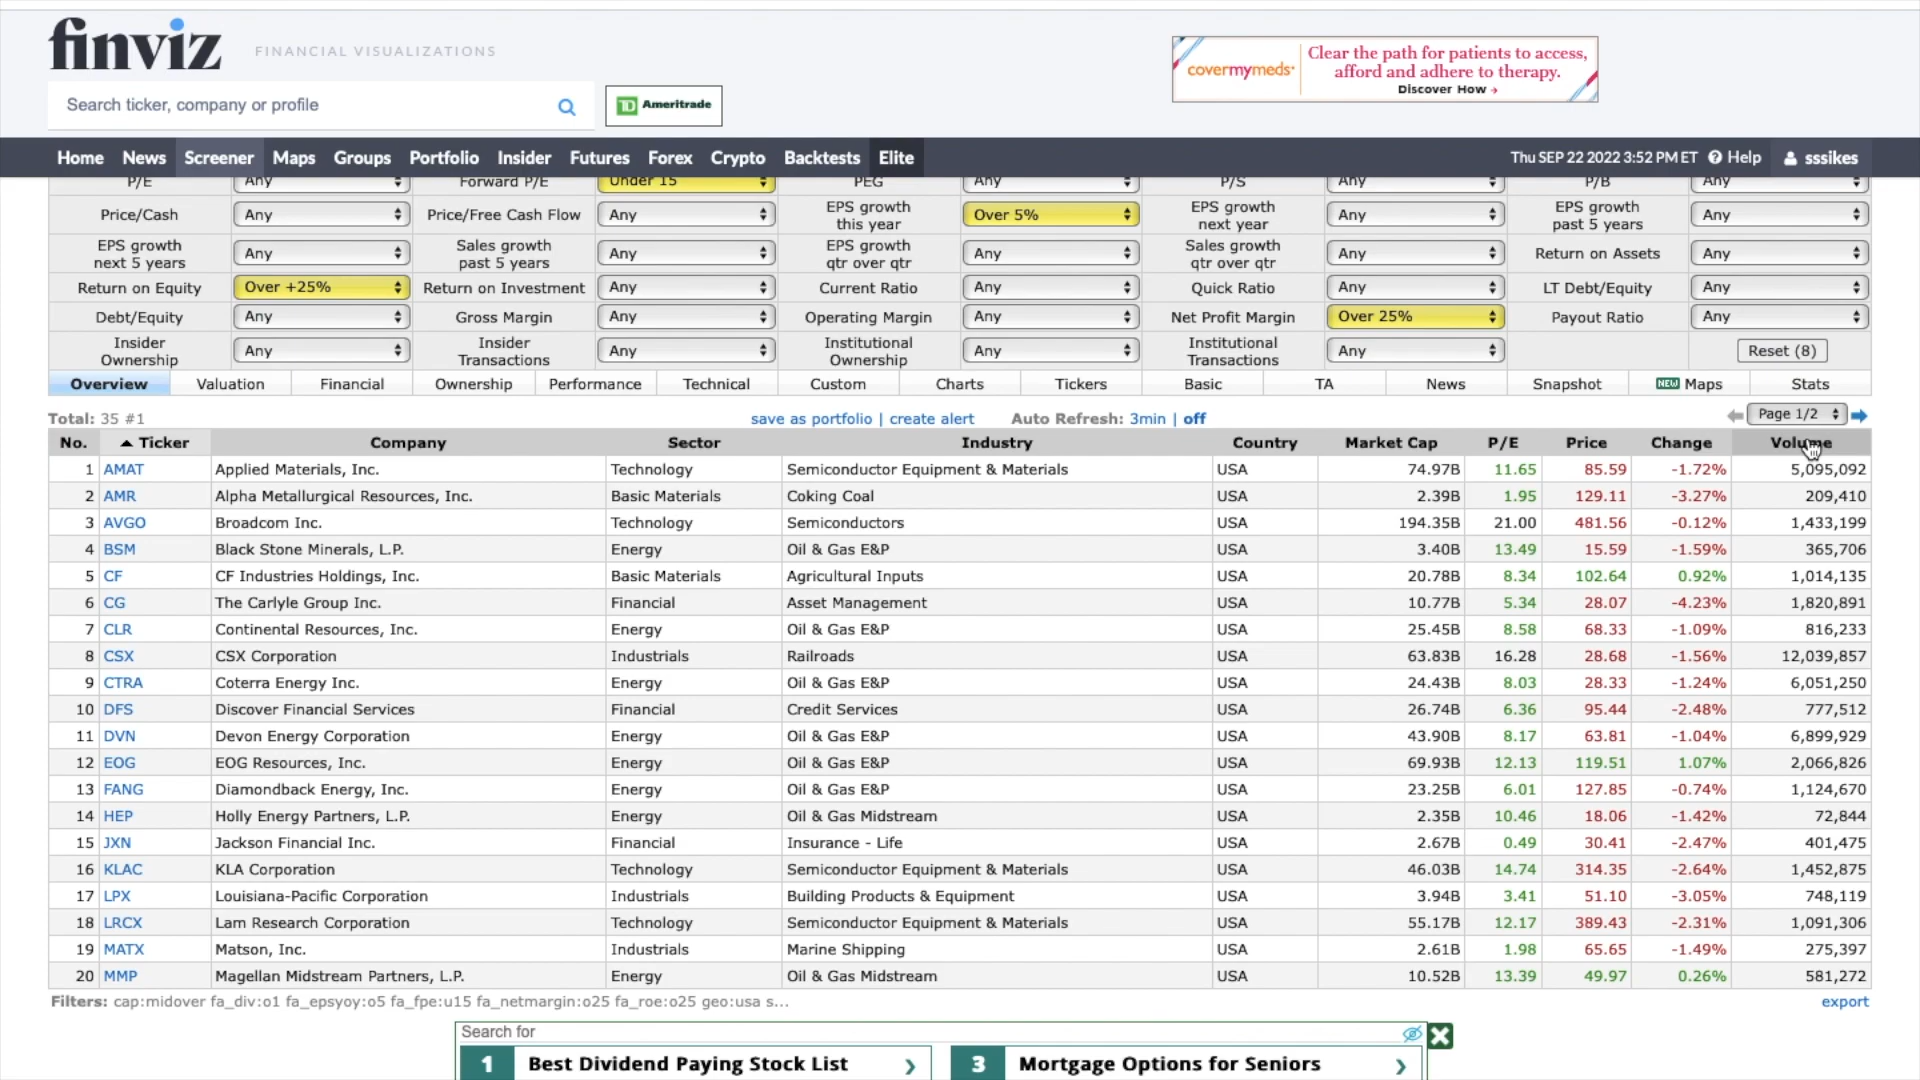 finviz FINANCIAL VISUALIZATIONS
covermymeds
Clear the path for patients to access,
afford and adhere to therapy.
Discover How →
Search ticker, company or profile
TD Ameritrade
Home News Screener Maps Groups Portfolio Insider Futures Forex Crypto Backtests Elite Thu SEP 22 2022 3:52 PM ET Help sssikes
P/E Any Forward P/E Under 15 PEG Any P/S Any P/B Any
Price/Cash Any Price/Free Cash Flow Any EPS growth this year Over 5% EPS growth next year Any EPS growth past 5 years Any
EPS growth next 5 years Any Sales growth past 5 years Any EPS growth qtr over qtr Any Sales growth qtr over qtr Any Return on Assets Any
Return on Equity Over +25% Return on Investment Any Current Ratio Any Quick Ratio Any LT Debt/Equity Any
Debt/Equity Any Gross Margin Any Operating Margin Any Net Profit Margin Over 25% Payout Ratio Any
Insider Ownership Any Insider Transactions Any Institutional Ownership Any Institutional Transactions Any Reset (8)
Overview Valuation Financial Ownership Performance Technical Custom Charts Tickers Basic TA News Snapshot NEW Maps Stats
Total: 35 #1 save as portfolio | create alert Auto Refresh: 3min | off Page 1/2
No. Ticker Company Sector Industry Country Market Cap P/E Price Change Volume
1 AMAT Applied Materials, Inc. Technology Semiconductor Equipment & Materials USA 74.97B 11.65 85.59 -1.72% 5,095,092
2 AMR Alpha Metallurgical Resources, Inc. Basic Materials Coking Coal USA 2.39B 1.95 129.11 -3.27% 209,410
3 AVGO Broadcom Inc. Technology Semiconductors USA 194.35B 21.00 481.56 -0.12% 1,433,199
4 BSM Black Stone Minerals, L.P. Energy Oil & Gas E&P USA 3.40B 13.49 15.59 -1.59% 365,706
5 CF CF Industries Holdings, Inc. Basic Materials Agricultural Inputs USA 20.78B 8.34 102.64 0.92% 1,014,135
6 CG The Carlyle Group Inc. Financial Asset Management USA 10.77B 5.34 28.07 -4.23% 1,820,891
7 CLR Continental Resources, Inc. Energy Oil & Gas E&P USA 25.45B 8.58 68.33 -1.09% 816,233
8 CSX CSX Corporation Industrials Railroads USA 63.83B 16.28 28.68 -1.56% 12,039,857
9 CTRA Coterra Energy Inc. Energy Oil & Gas E&P USA 24.43B 8.03 28.33 -1.24% 6,051,250
10 DFS Discover Financial Services Financial Credit Services USA 26.74B 6.36 95.44 -2.48% 777,512
11 DVN Devon Energy Corporation Energy Oil & Gas E&P USA 43.90B 8.17 63.81 -1.04% 6,899,929
12 EOG EOG Resources, Inc. Energy Oil & Gas E&P USA 69.93B 12.13 119.51 1.07% 2,066,826
13 FANG Diamondback Energy, Inc. Energy Oil & Gas E&P USA 23.25B 6.01 127.85 -0.74% 1,124,670
14 HEP Holly Energy Partners, L.P. Energy Oil & Gas Midstream USA 2.35B 10.46 18.06 -1.42% 72,844
15 JXN Jackson Financial Inc. Financial Insurance - Life USA 2.67B 0.49 30.41 -2.47% 401,475
16 KLAC KLA Corporation Technology Semiconductor Equipment & Materials USA 46.03B 14.74 314.35 -2.64% 1,452,875
17 LPX Louisiana-Pacific Corporation Industrials Building Products & Equipment USA 3.94B 3.41 51.10 -3.05% 748,119
18 LRCX Lam Research Corporation Technology Semiconductor Equipment & Materials USA 55.17B 12.17 389.43 -2.31% 1,091,306
19 MATX Matson, Inc. Industrials Marine Shipping USA 2.61B 1.98 65.65 -1.49% 275,397
20 MMP Magellan Midstream Partners, L.P. Energy Oil & Gas Midstream USA 10.52B 13.39 49.97 0.26% 581,272
Filters: cap:midover fa_div:o1 fa_epsyoy:o5 fa_fpe:u15 fa_netmargin:o25 fa_roe:o25 geo:usa s... export
Search for
1 Best Dividend Paying Stock List 3 Mortgage Options for Seniors